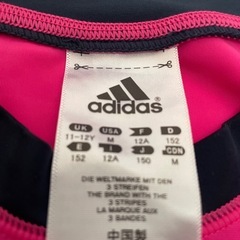 adidas
UK USA F D
11-12Y M 12A 152
E I J CDN
152 12A 150 M
DIE WELTMARKE MIT DEN
3 STREIFEN
THE BRAND WITH THE
3 STRIPES
LA MARQUE AUX
3 BANDES
中国製